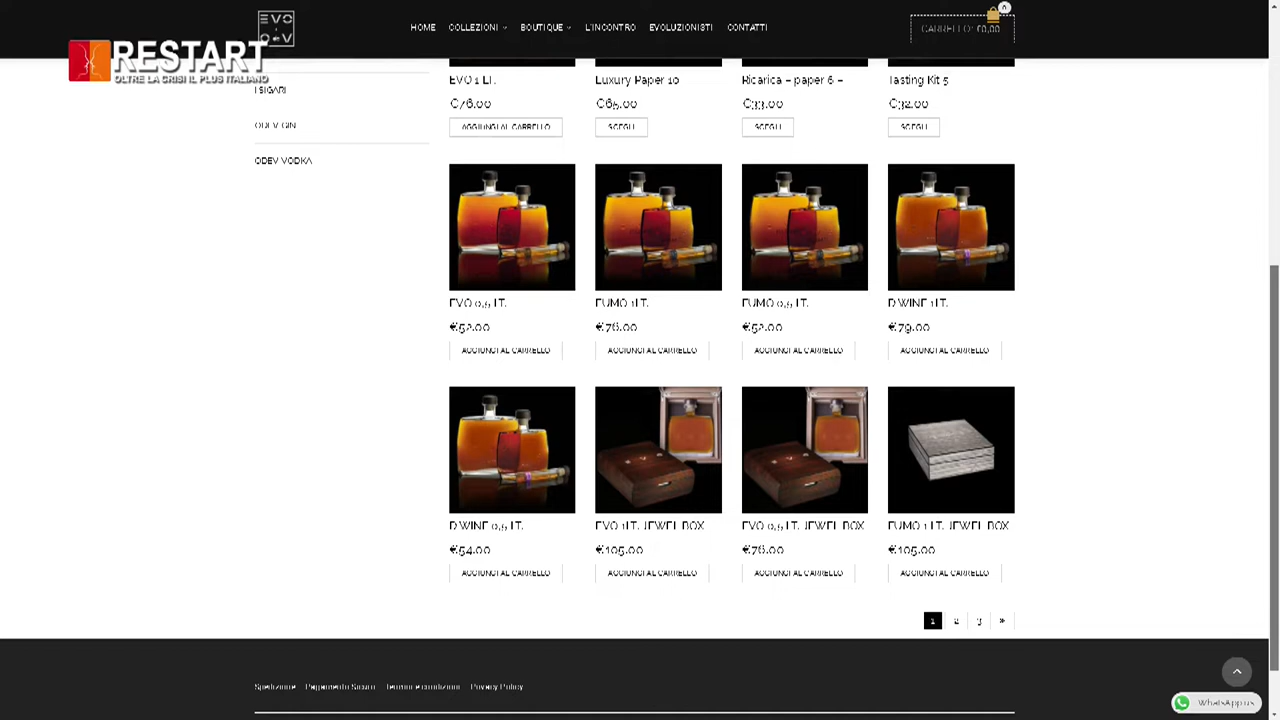 EVO
HOME COLLEZIONI BOUTIQUE L'INCONTRO EVOLUZIONISTI CONTATTI
CARRELLO: €0,00
0
RESTART
OLTRE LA CRISI IL PLUS ITALIANO
I SIGARI
ODEV GIN
ODEV VODKA
EVO 1 LT. Luxury Paper 10 Ricarica – paper 6 – Tasting Kit 5
€76.00 €65.00 €33.00 €32.00
AGGIUNGI AL CARRELLO SCEGLI SCEGLI SCEGLI
EVO 0,5 LT. FUMO 1LT. FUMO 0,5 LT. D.WINE 1LT.
€52.00 €76.00 €52.00 €79.00
AGGIUNGI AL CARRELLO AGGIUNGI AL CARRELLO AGGIUNGI AL CARRELLO AGGIUNGI AL CARRELLO
D.WINE 0,5 LT. EVO 1LT. JEWEL BOX EVO 0,5 LT. JEWEL BOX FUMO 1 LT. JEWEL BOX
€54.00 €105.00 €76.00 €105.00
AGGIUNGI AL CARRELLO AGGIUNGI AL CARRELLO AGGIUNGI AL CARRELLO AGGIUNGI AL CARRELLO
1 2 3 »
Spedizione Pagamento Sicuro Termini e condizioni Privacy Policy
WhatsApp us